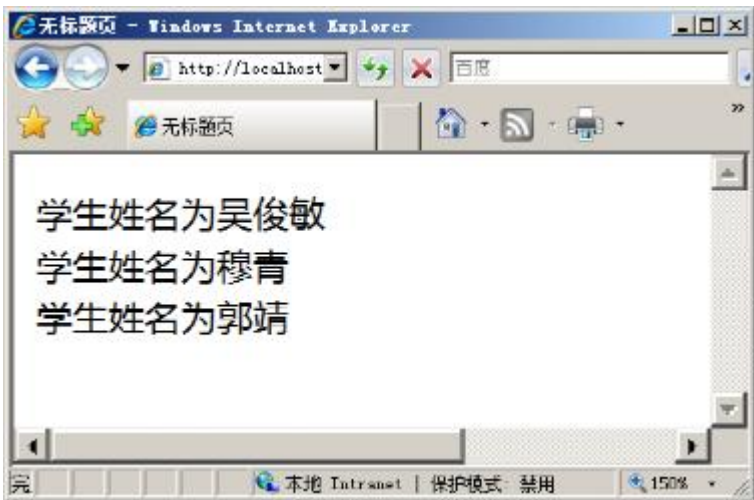 无标题页 - Windows Internet Explorer
http://localhost 百度
无标题页
学生姓名为吴俊敏
学生姓名为穆青
学生姓名为郭靖
完 本地 Intranet | 保护模式: 禁用 150%